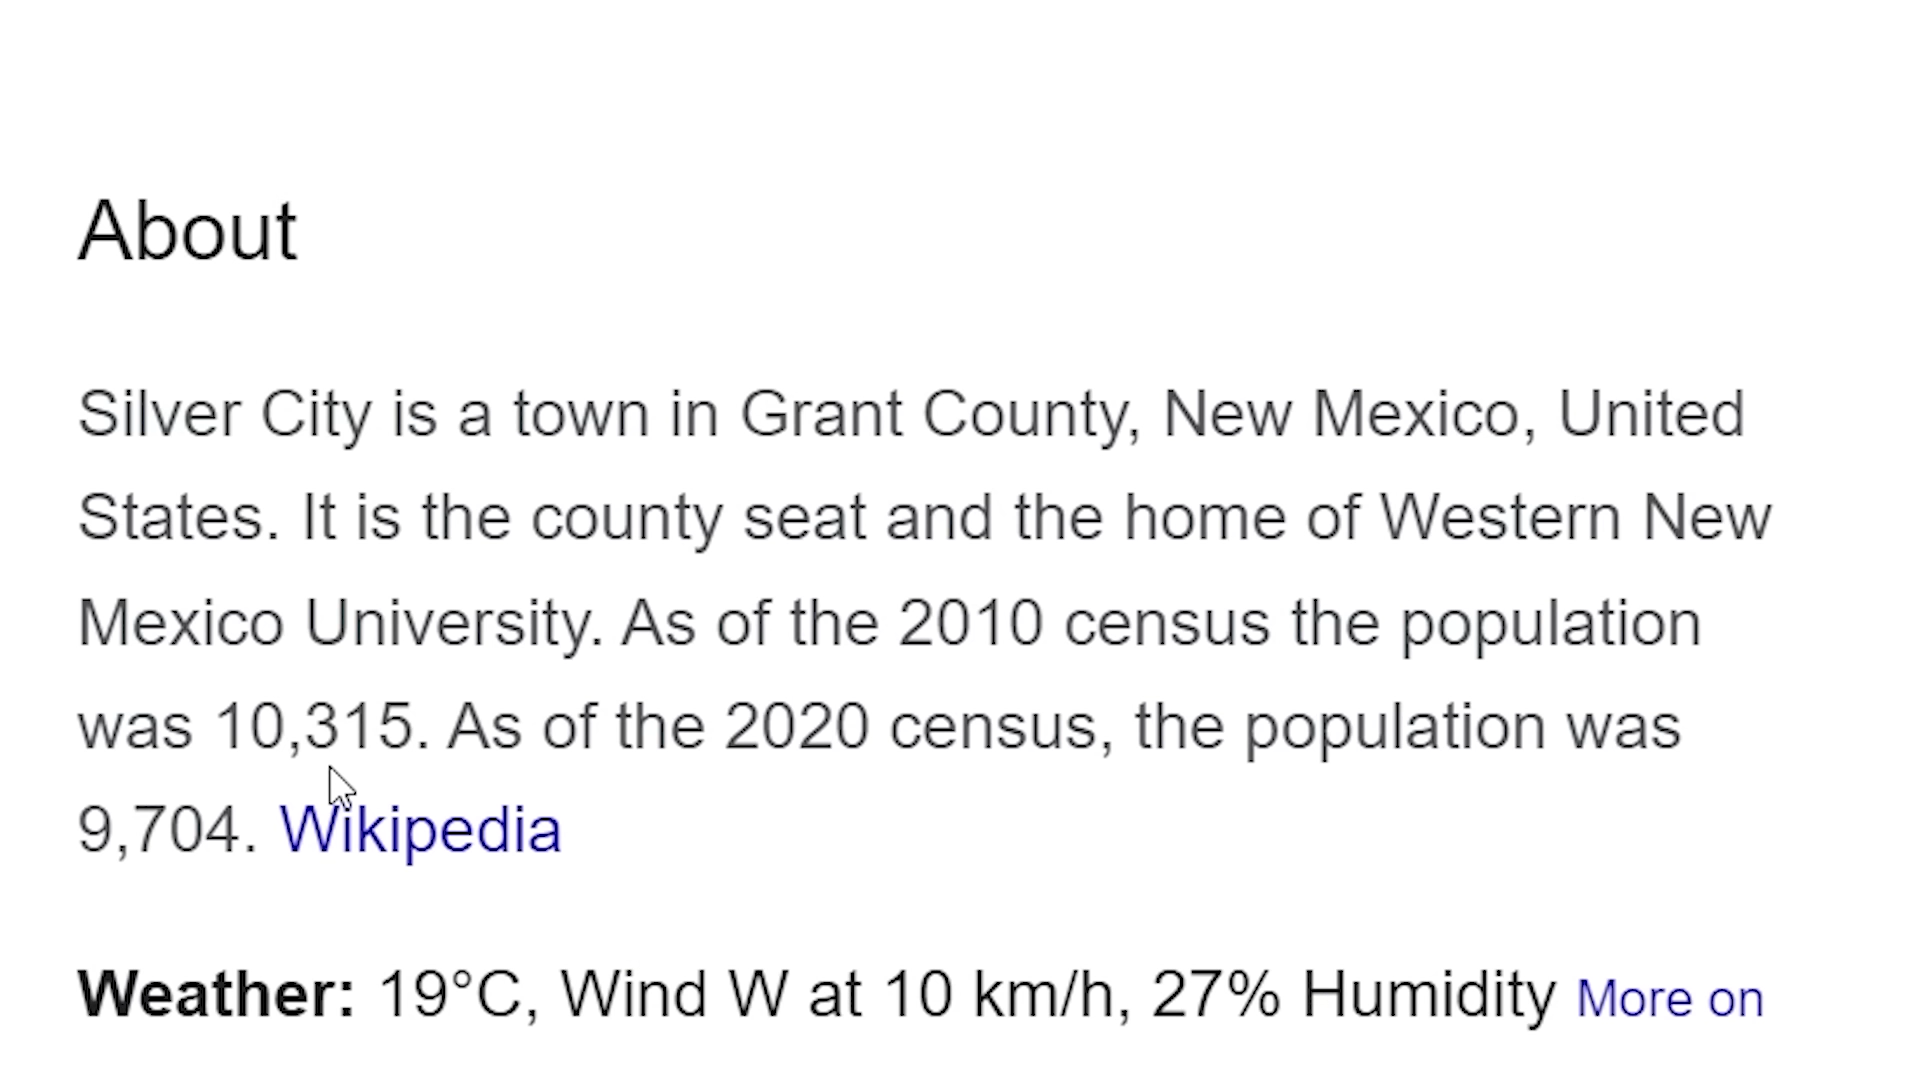 About
Silver City is a town in Grant County, New Mexico, United
States. It is the county seat and the home of Western New
Mexico University. As of the 2010 census the population
was 10,315. As of the 2020 census, the population was
9,704. Wikipedia
Weather: 19°C, Wind W at 10 km/h, 27% Humidity More on